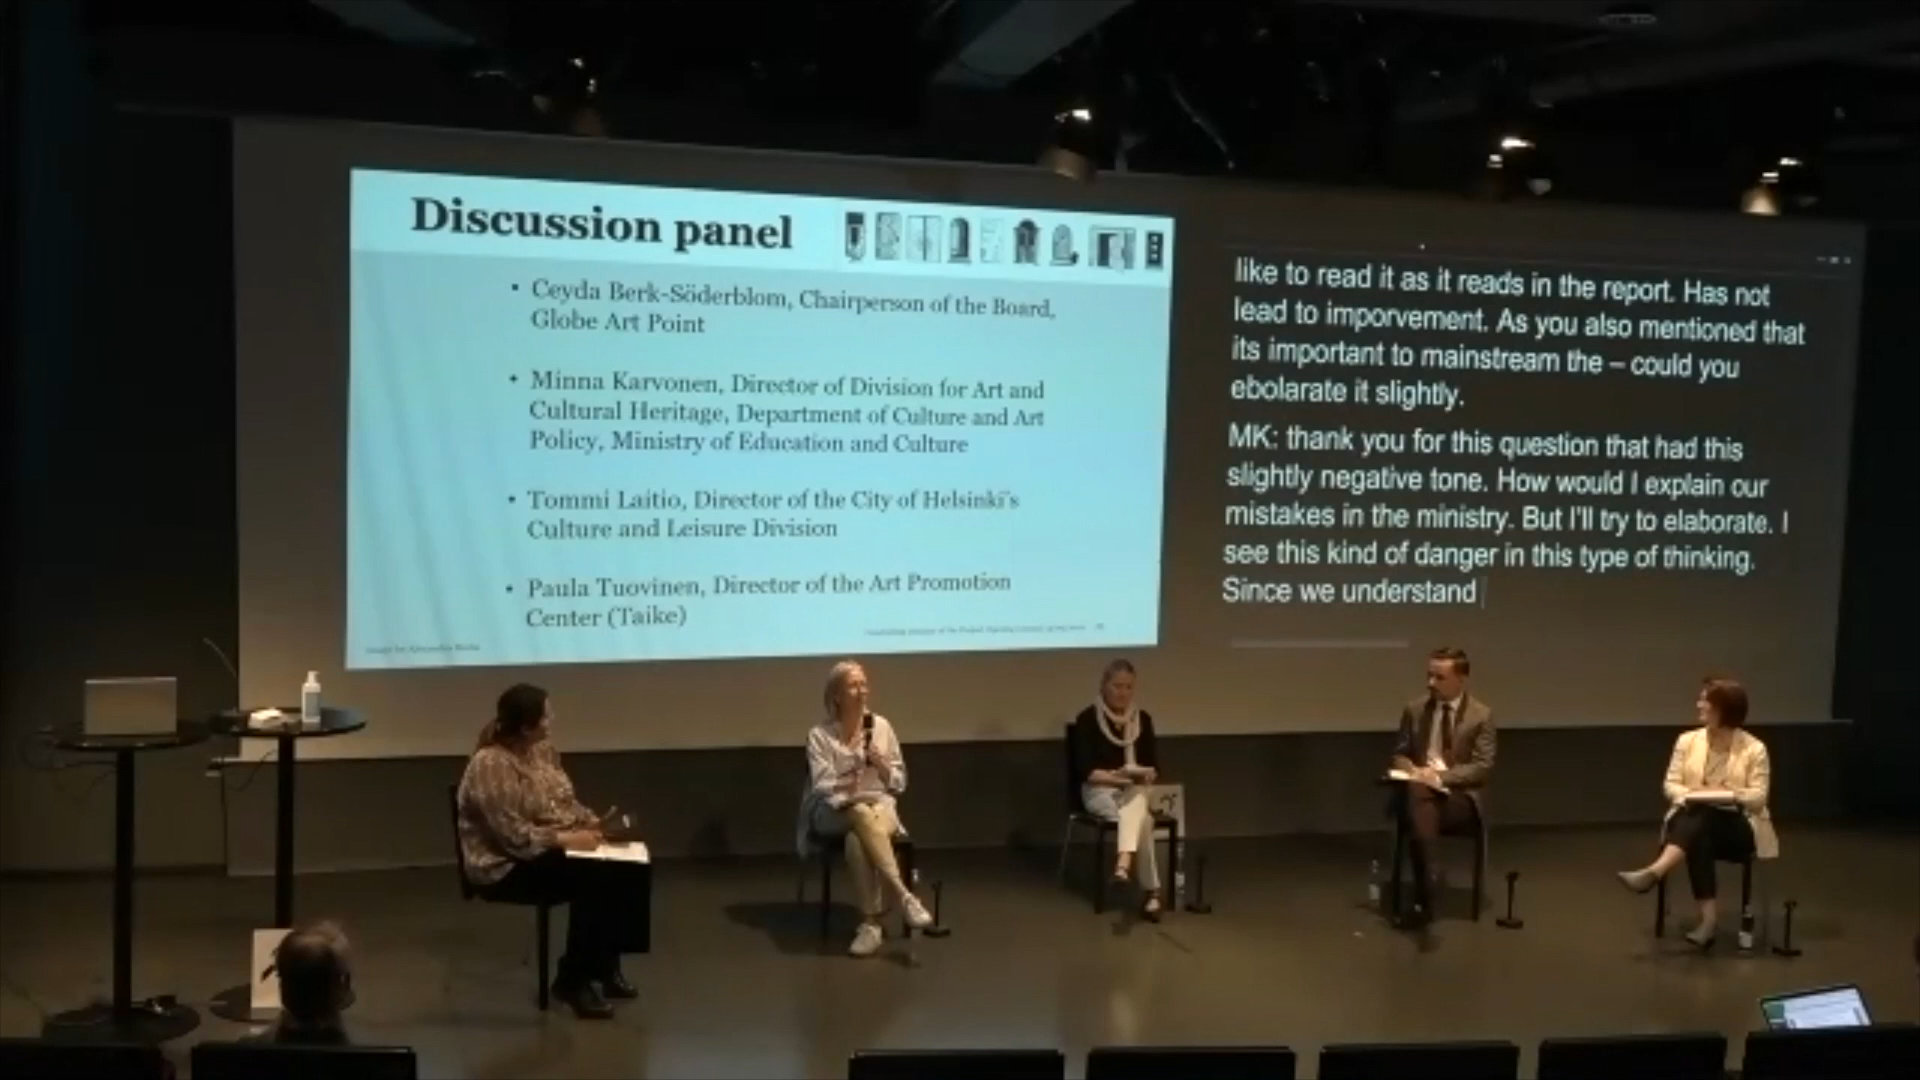 Discussion panel
• Ceyda Berk-Söderblom, Chairperson of the Board,
Globe Art Point
• Minna Karvonen, Director of Division for Art and
Cultural Heritage, Department of Culture and Art
Policy, Ministry of Education and Culture
• Tommi Laitio, Director of the City of Helsinki's
Culture and Leisure Division
• Paula Tuovinen, Director of the Art Promotion
Center (Taike)
like to read it as it reads in the report. Has not
lead to imporvement. As you also mentioned that
its important to mainstream the – could you
ebolarate it slightly.
MK: thank you for this question that had this
slightly negative tone. How would I explain our
mistakes in the ministry. But I'll try to elaborate. I
see this kind of danger in this type of thinking.
Since we understand